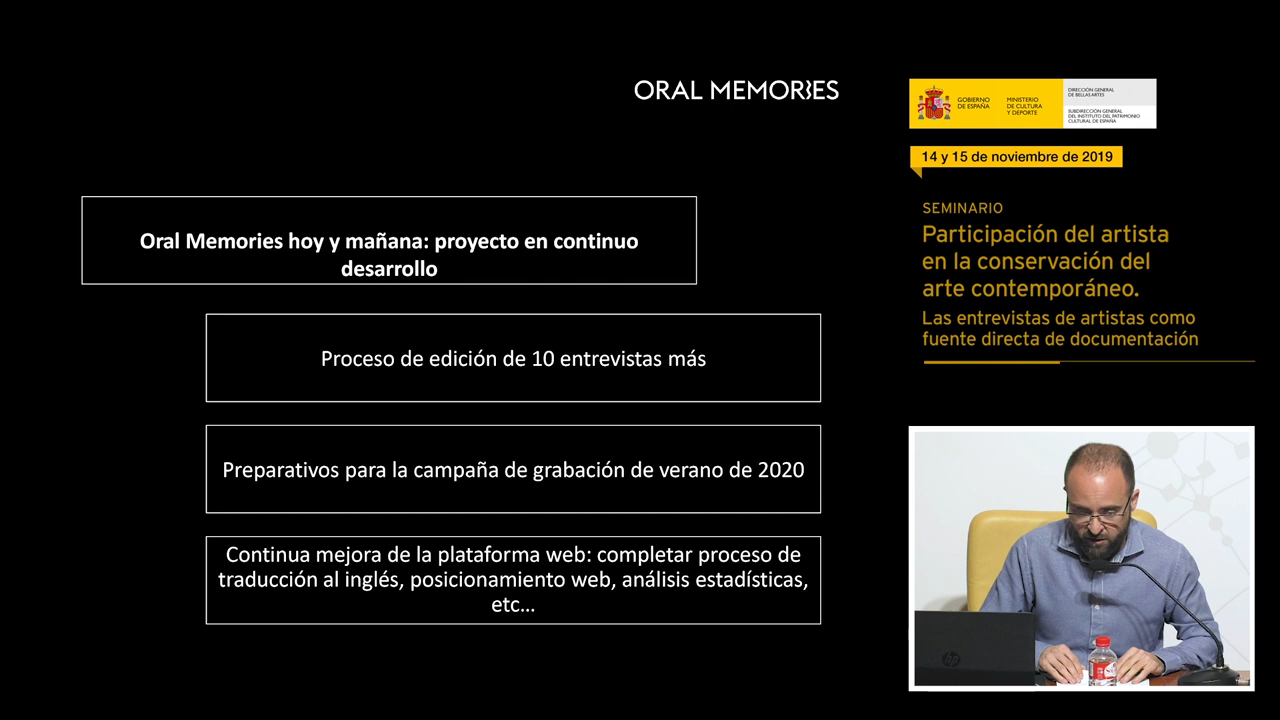 ORAL MEMORIES
GOBIERNO
DE ESPAÑA
MINISTERIO
DE CULTURA
Y DEPORTE
DIRECCIÓN GENERAL
DE BELLAS ARTES
SUBDIRECCIÓN GENERAL
DEL INSTITUTO DEL PATRIMONIO
CULTURAL DE ESPAÑA
14 y 15 de noviembre de 2019
SEMINARIO
Participación del artista
en la conservación del
arte contemporáneo.
Las entrevistas de artistas como
fuente directa de documentación
Oral Memories hoy y mañana: proyecto en continuo
desarrollo
Proceso de edición de 10 entrevistas más
Preparativos para la campaña de grabación de verano de 2020
Continua mejora de la plataforma web: completar proceso de
traducción al inglés, posicionamiento web, análisis estadísticas,
etc...
hp